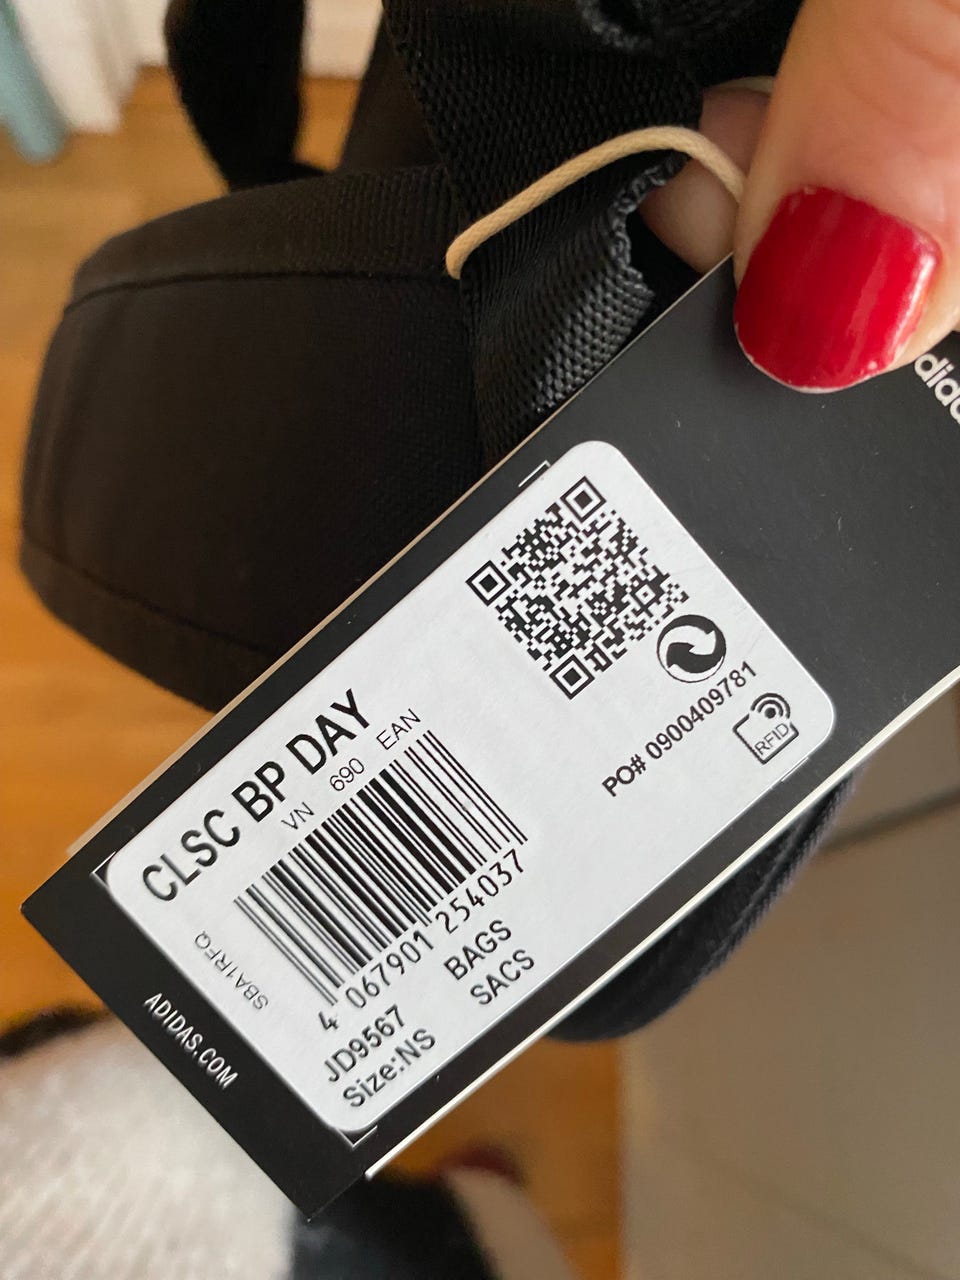 adidas
PO# 0900409781
RFID
CLSC BP DAY
VN 690 EAN
4 067901 254037
SBA1RFQ
JD9567 BAGS
Size:NS SACS
ADIDAS.COM